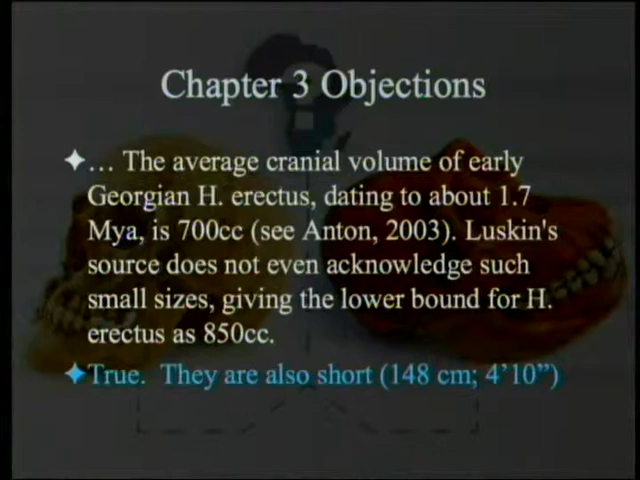 Chapter 3 Objections
✦… The average cranial volume of early
Georgian H. erectus, dating to about 1.7
Mya, is 700cc (see Anton, 2003). Luskin's
source does not even acknowledge such
small sizes, giving the lower bound for H.
erectus as 850cc.
✦True.  They are also short (148 cm; 4’10”)